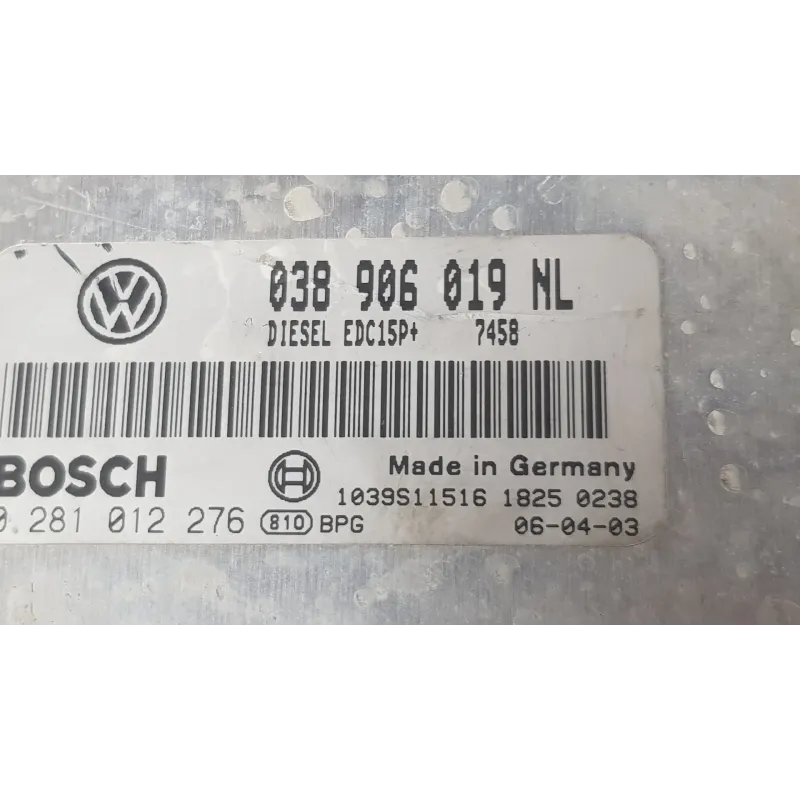 038 906 019 NL
DIESEL EDC15P+ 7458
BOSCH
Made in Germany
1039S11516 1825 0238
0 281 012 276 810 BPG 06-04-03